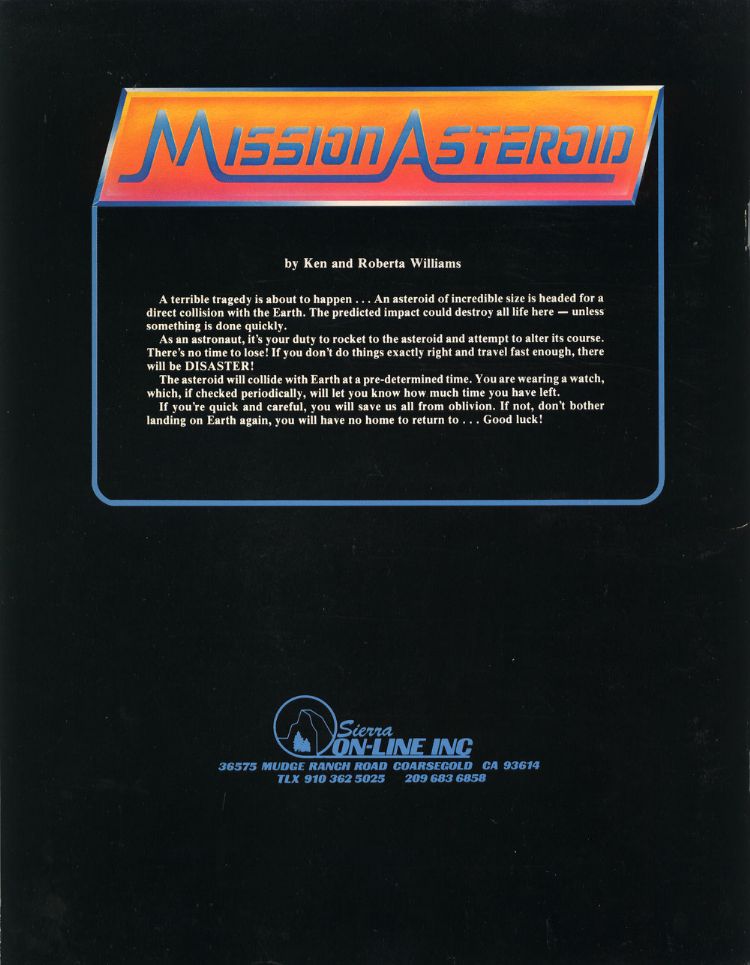 MISSION ASTEROID
by Ken and Roberta Williams
A terrible tragedy is about to happen . . . An asteroid of incredible size is headed for a
direct collision with the Earth. The predicted impact could destroy all life here — unless
something is done quickly.
As an astronaut, it's your duty to rocket to the asteroid and attempt to alter its course.
There's no time to lose! If you don't do things exactly right and travel fast enough, there
will be DISASTER!
The asteroid will collide with Earth at a pre-determined time. You are wearing a watch,
which, if checked periodically, will let you know how much time you have left.
If you're quick and careful, you will save us all from oblivion. If not, don't bother
landing on Earth again, you will have no home to return to . . . Good luck!
Sierra
ON-LINE INC
36575 MUDGE RANCH ROAD COARSEGOLD CA 93614
TLX 910 362 5025 209 683 6858